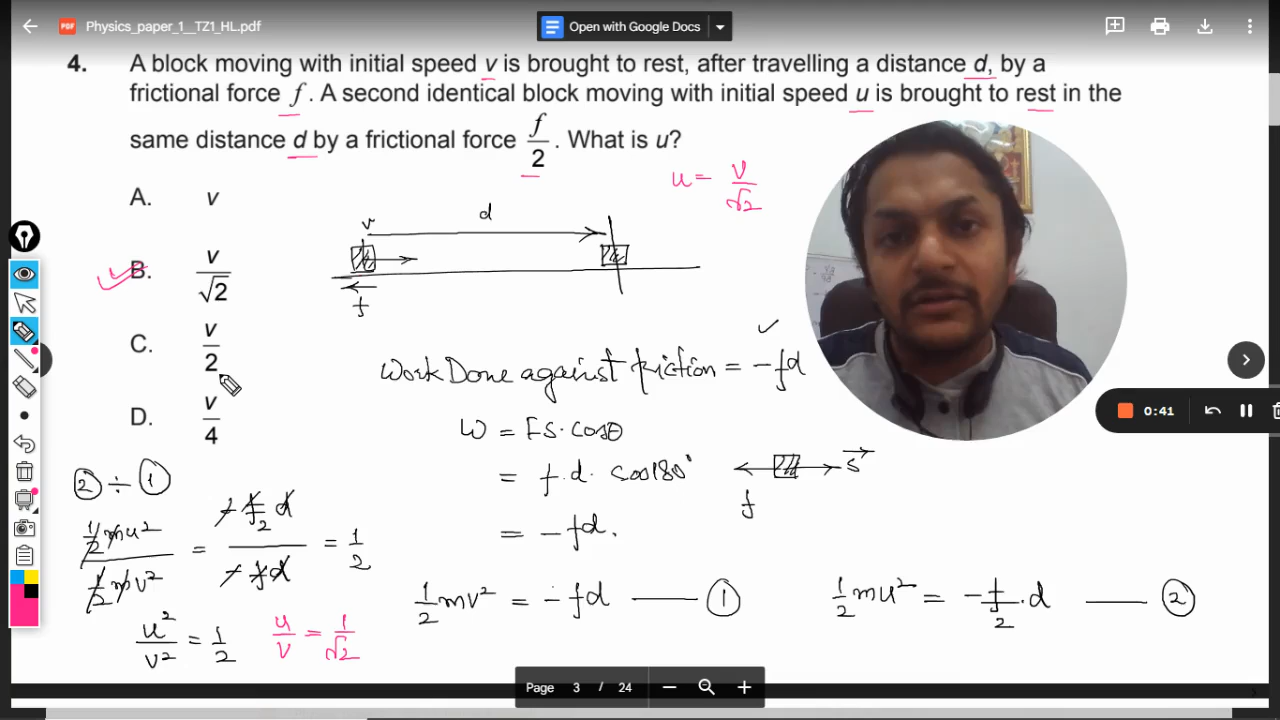 Physics_paper_1__TZ1_HL.pdf
Open with Google Docs
4. A block moving with initial speed v is brought to rest, after travelling a distance d, by a
frictional force f. A second identical block moving with initial speed u is brought to rest in the
same distance d by a frictional force f/2. What is u?
u = v/√2
A. v
B. v/√2
C. v/2
D. v/4
v
d
f
Work Done against friction = -fd
W = FS·cosθ
= f·d· cos180°
= -fd.
s
f
② ÷ ①
½mu² / ½mv² = -f/2 d / -fd = 1/2
u²/v² = 1/2
u/v = 1/√2
½mv² = -fd —— ①
½mu² = -f/2 · d —— ②
0:41
Page 3 / 24